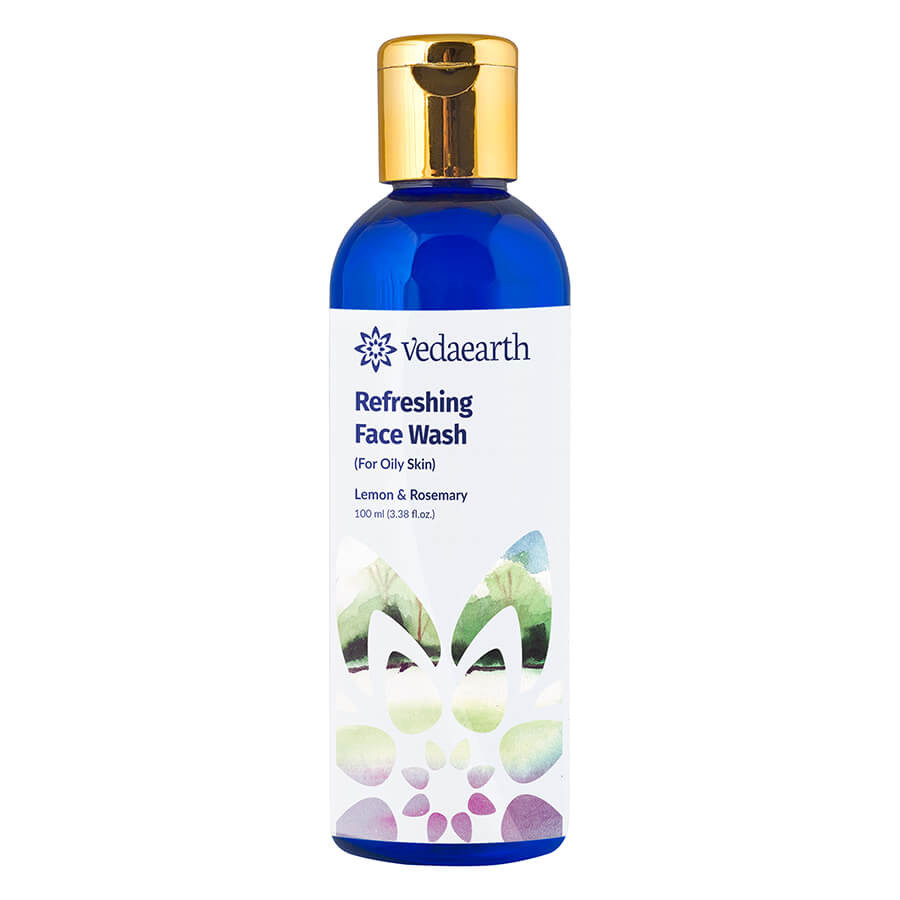 vedaearth
Refreshing
Face Wash
(For Oily Skin)
Lemon & Rosemary
100 ml (3.38 fl.oz.)